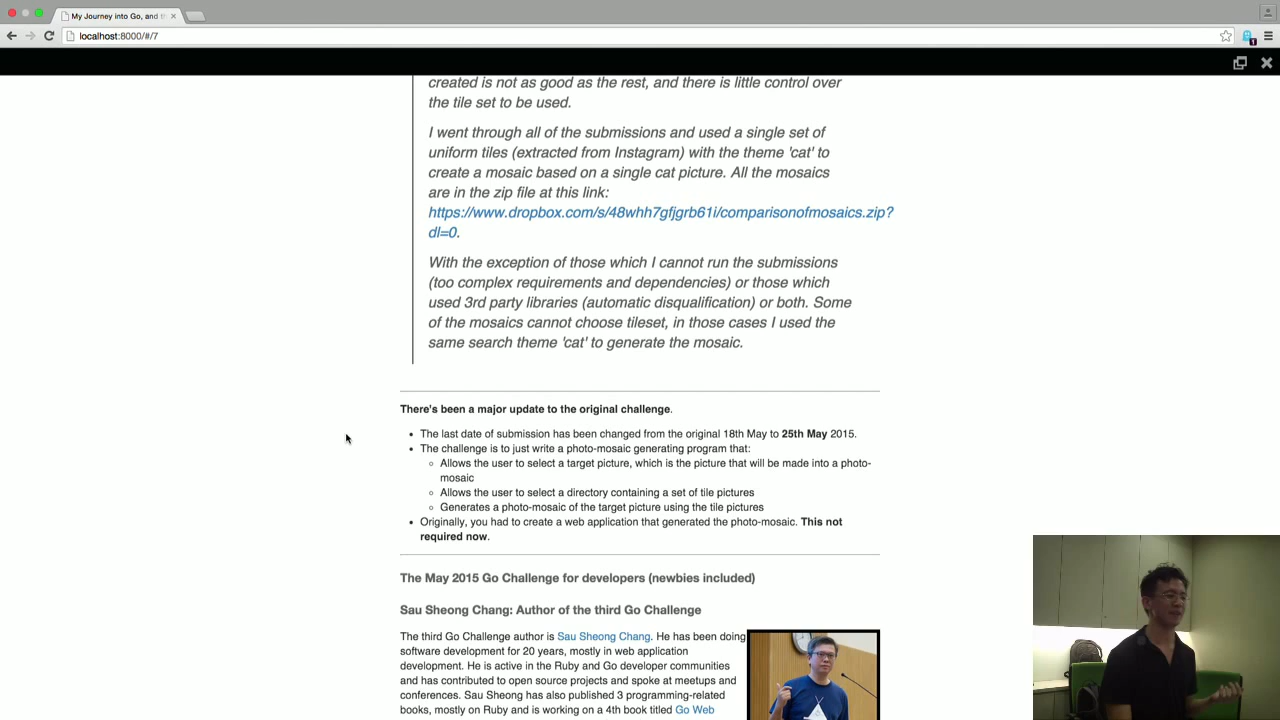 My Journey into Go, and th
localhost:8000/#/7
1
created is not as good as the rest, and there is little control over
the tile set to be used.
I went through all of the submissions and used a single set of
uniform tiles (extracted from Instagram) with the theme 'cat' to
create a mosaic based on a single cat picture. All the mosaics
are in the zip file at this link:
https://www.dropbox.com/s/48whh7gfjgrb61i/comparisonofmosaics.zip?
dl=0.
With the exception of those which I cannot run the submissions
(too complex requirements and dependencies) or those which
used 3rd party libraries (automatic disqualification) or both. Some
of the mosaics cannot choose tileset, in those cases I used the
same search theme 'cat' to generate the mosaic.
There's been a major update to the original challenge.
The last date of submission has been changed from the original 18th May to 25th May 2015.
The challenge is to just write a photo-mosaic generating program that:
Allows the user to select a target picture, which is the picture that will be made into a photo-
mosaic
Allows the user to select a directory containing a set of tile pictures
Generates a photo-mosaic of the target picture using the tile pictures
Originally, you had to create a web application that generated the photo-mosaic. This not
required now.
The May 2015 Go Challenge for developers (newbies included)
Sau Sheong Chang: Author of the third Go Challenge
The third Go Challenge author is Sau Sheong Chang. He has been doing
software development for 20 years, mostly in web application
development. He is active in the Ruby and Go developer communities
and has contributed to open source projects and spoke at meetups and
conferences. Sau Sheong has also published 3 programming-related
books, mostly on Ruby and is working on a 4th book titled Go Web